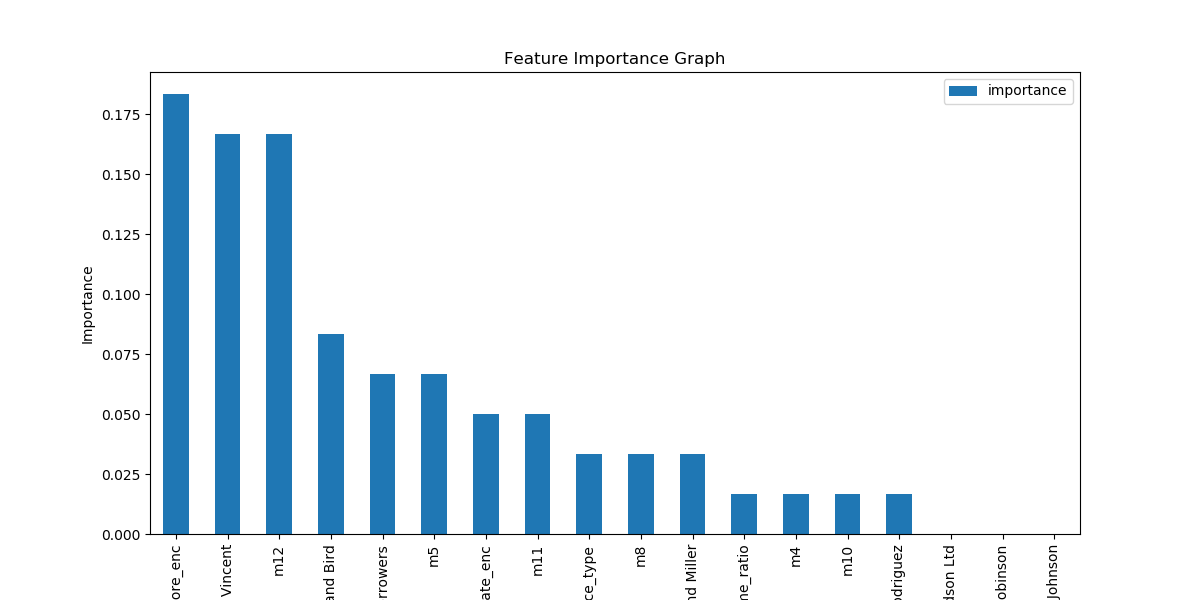 Feature Importance Graph
importance
Importance
0.175
0.150
0.125
0.100
0.075
0.050
0.025
0.000
ore_enc
Vincent
m12
and Bird
rrowers
m5
ate_enc
m11
ce_type
m8
nd Miller
me_ratio
m4
m10
odriguez
dson Ltd
obinson
Johnson